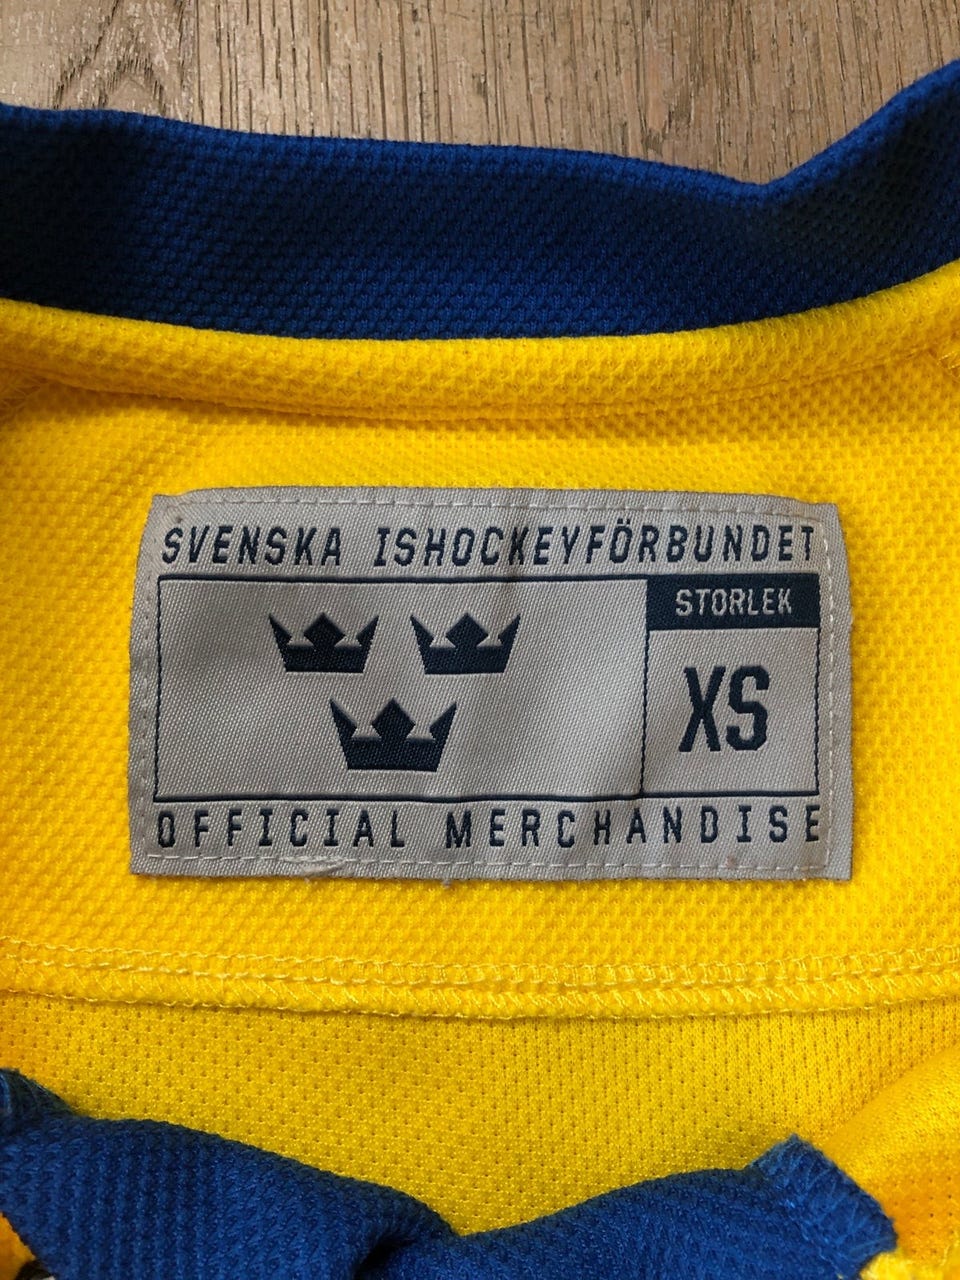 SVENSKA ISHOCKEYFÖRBUNDET
STORLEK
XS
OFFICIAL MERCHANDISE